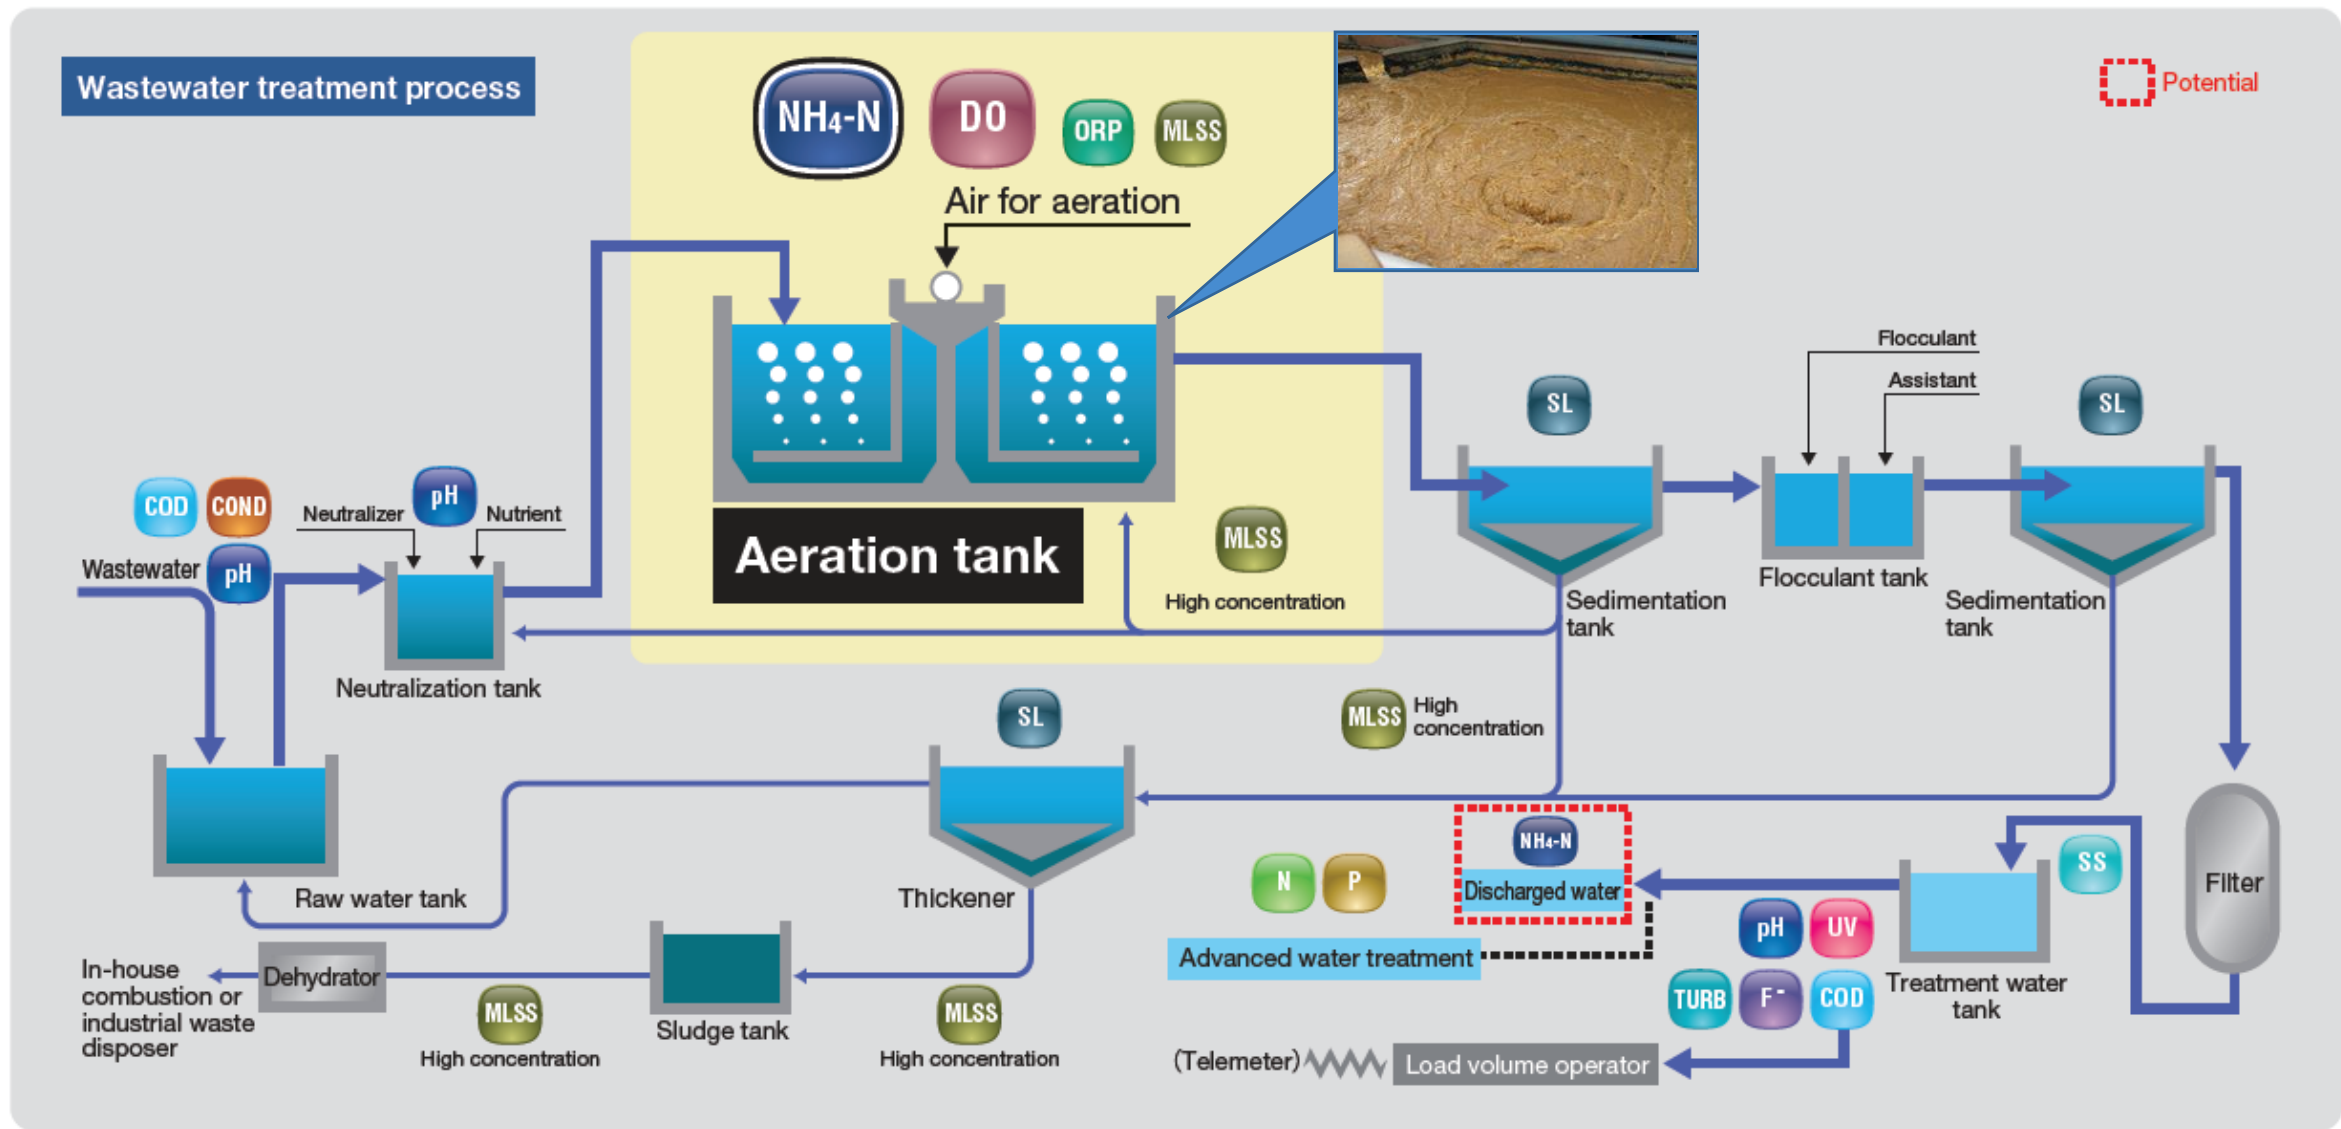 Wastewater treatment process
Potential
NH4-N
DO
ORP
MLSS
Air for aeration
Flocculant
Assistant
SL
SL
COD
COND
Neutralizer
pH
Nutrient
Wastewater
pH
Aeration tank
MLSS
High concentration
Flocculant tank
Sedimentation
tank
Sedimentation
tank
Neutralization tank
SL
MLSS
High
concentration
Raw water tank
Thickener
N
P
NH4-N
Discharged water
SS
Filter
pH
UV
Advanced water treatment
In-house
combustion or
industrial waste
disposer
Dehydrator
MLSS
High concentration
Sludge tank
MLSS
High concentration
TURB
F-
COD
Treatment water
tank
(Telemeter)
Load volume operator